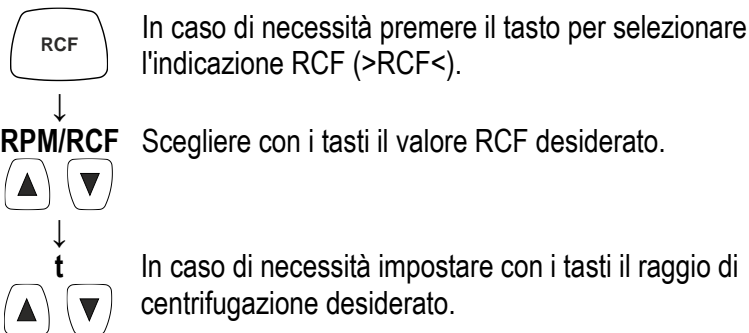 RCF
In caso di necessità premere il tasto per selezionare
l'indicazione RCF (>RCF<).
↓
RPM/RCF Scegliere con i tasti il valore RCF desiderato.
▲ ▼
↓
t In caso di necessità impostare con i tasti il raggio di
▲ ▼ centrifugazione desiderato.